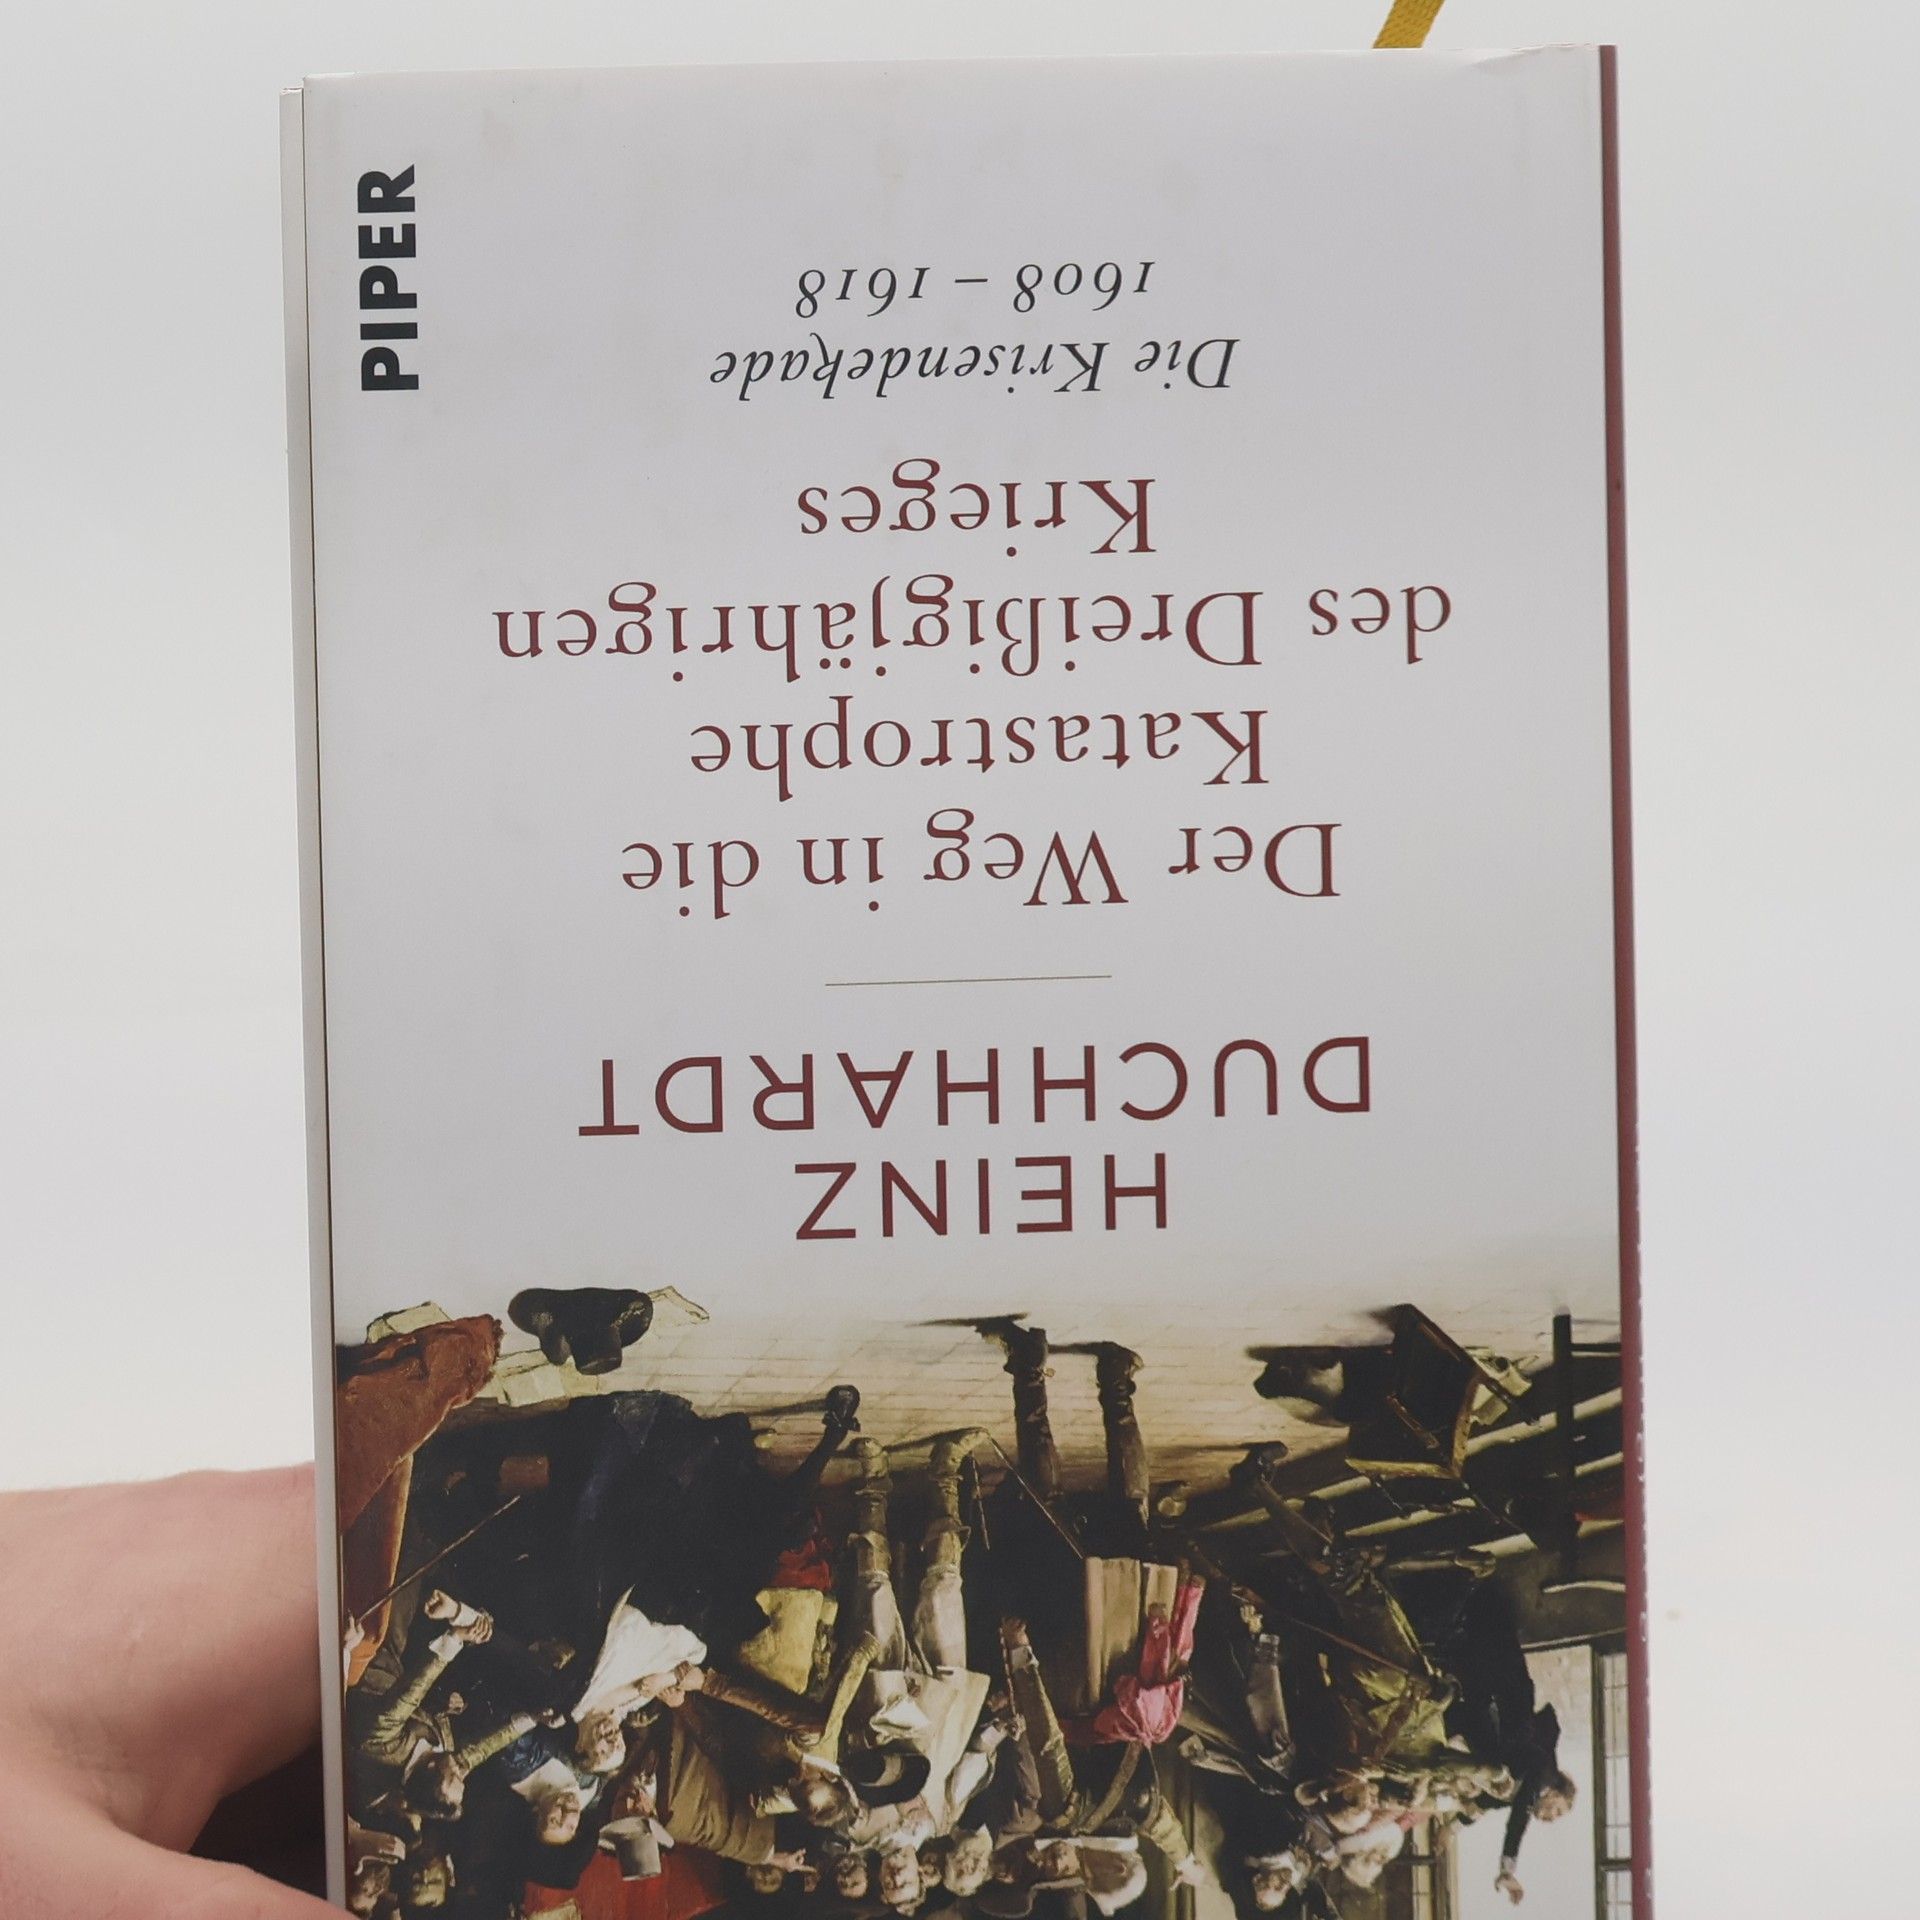 HEINZ
DUCHHARDT
Der Weg in die
Katastrophe
des Dreißigjährigen
Krieges
Die Krisendekade
1608 – 1618
PIPER